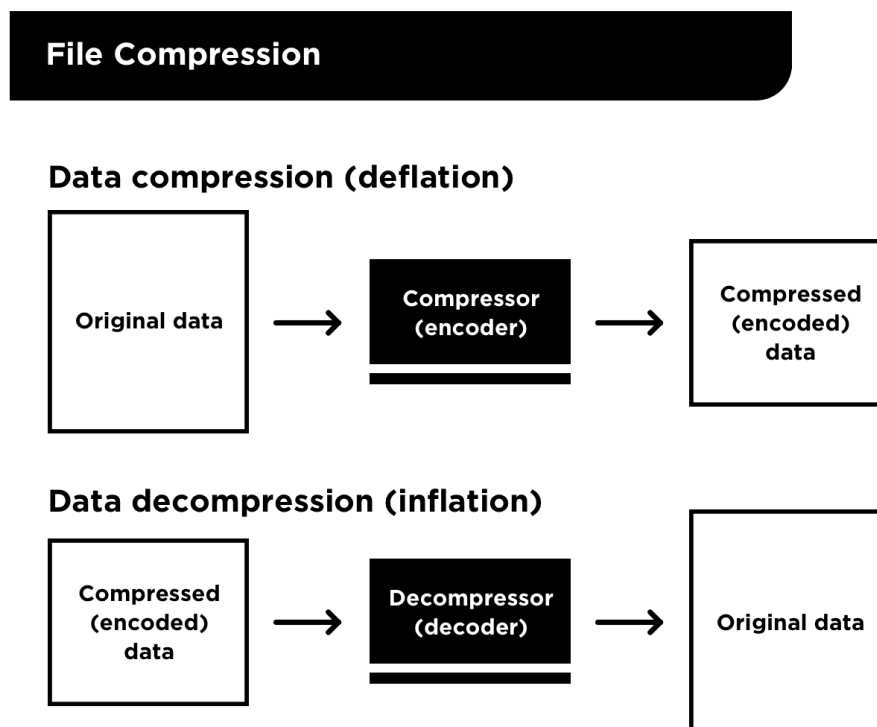 File Compression
Data compression (deflation)
Original data
Compressor
(encoder)
Compressed
(encoded)
data
Data decompression (inflation)
Compressed
(encoded)
data
Decompressor
(decoder)
Original data